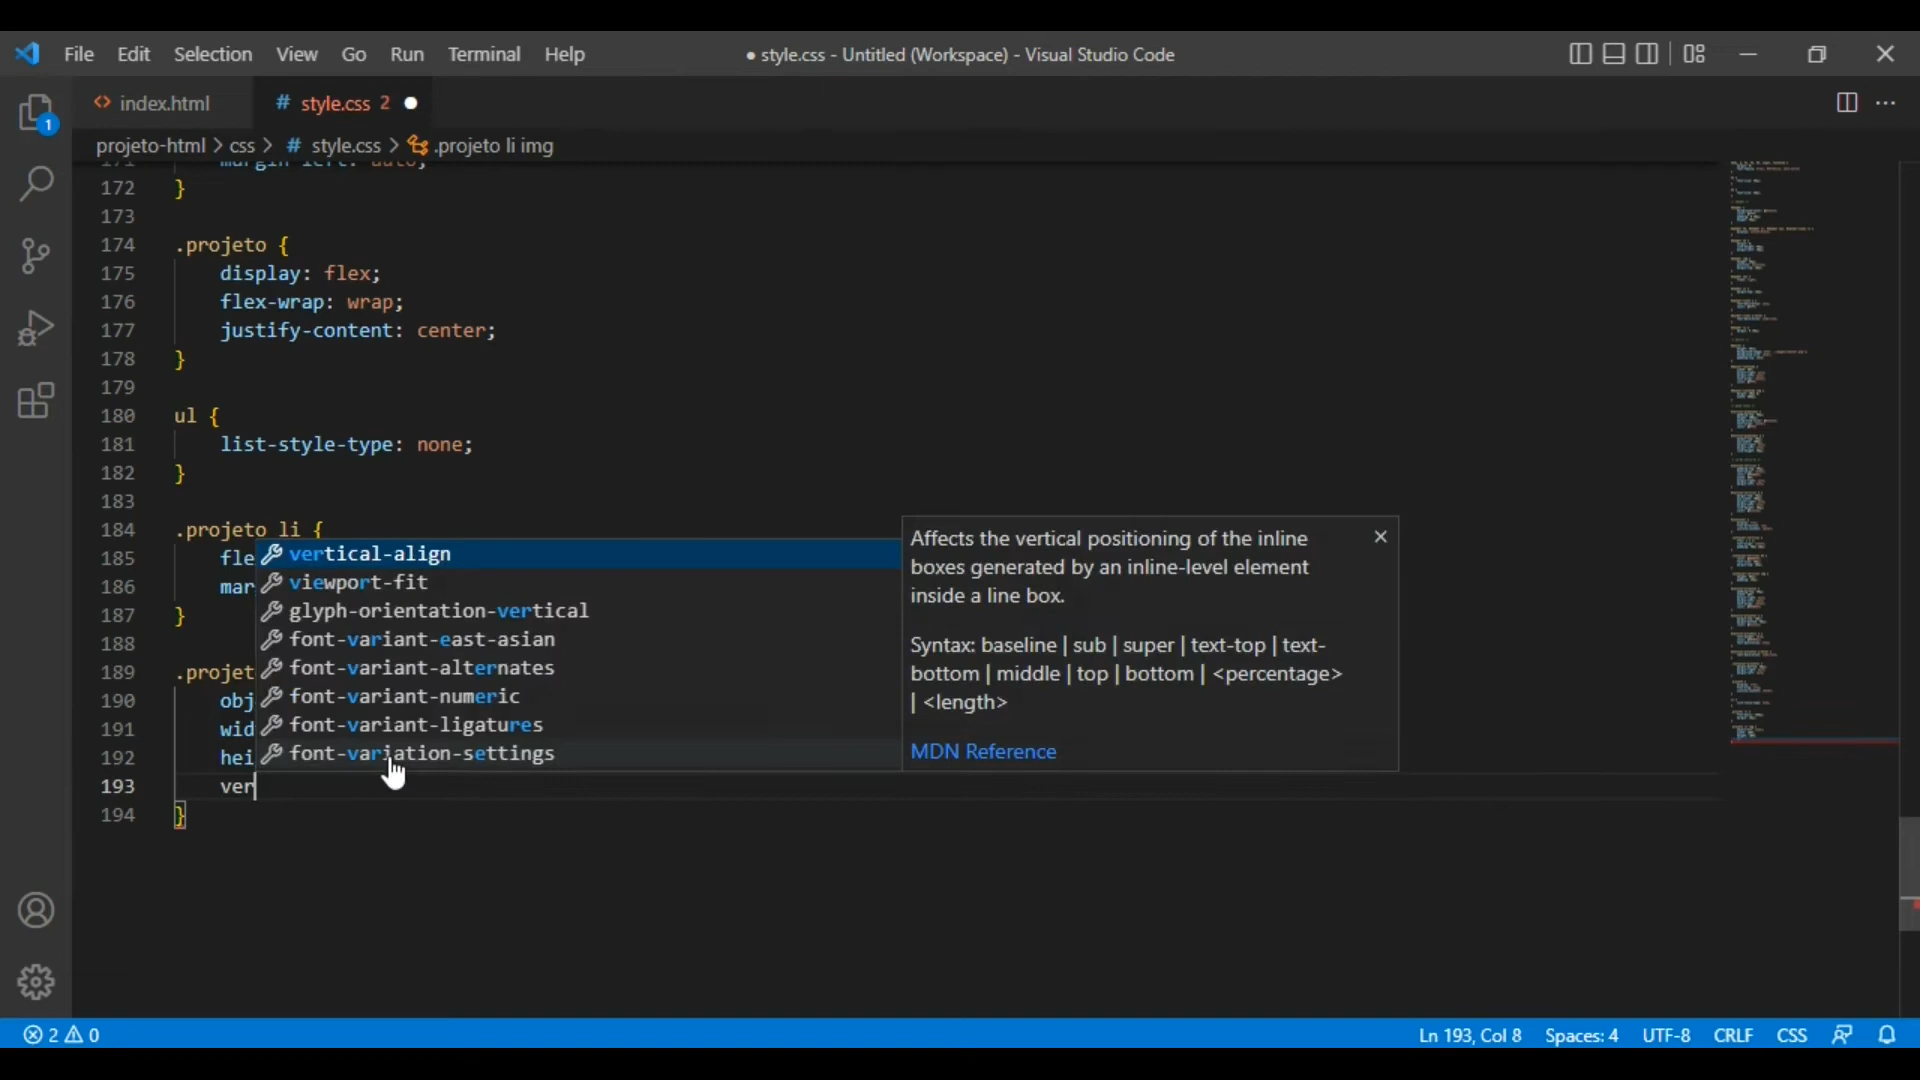 File Edit Selection View Go Run Terminal Help
● style.css - Untitled (Workspace) - Visual Studio Code
1
<> index.html
# style.css 2 ●
projeto-html > css > # style.css > .projeto li img
margin-left: auto;
172 }
173
174 .projeto {
175 display: flex;
176 flex-wrap: wrap;
177 justify-content: center;
178 }
179
180 ul {
181 list-style-type: none;
182 }
183
184 .projeto li {
185 fle
186 mar
187 }
188
189 .projet
190 obj
191 wid
192 hei
193 ver
194 }
vertical-align
viewport-fit
glyph-orientation-vertical
font-variant-east-asian
font-variant-alternates
font-variant-numeric
font-variant-ligatures
font-variation-settings
Affects the vertical positioning of the inline
boxes generated by an inline-level element
inside a line box.
Syntax: baseline | sub | super | text-top | text-
bottom | middle | top | bottom | <percentage>
| <length>
MDN Reference
2 0
Ln 193, Col 8 Spaces: 4 UTF-8 CRLF CSS